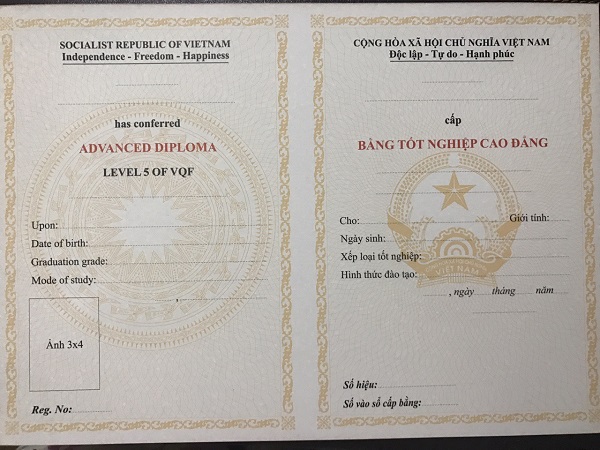 SOCIALIST REPUBLIC OF VIETNAM
Independence - Freedom - Happiness
has conferred
ADVANCED DIPLOMA
LEVEL 5 OF VQF
Upon:
Date of birth:
Graduation grade:
Mode of study:
,
Ảnh 3x4
Reg. No:
CỘNG HÒA XÃ HỘI CHỦ NGHĨA VIỆT NAM
Độc lập - Tự do - Hạnh phúc
cấp
BẰNG TỐT NGHIỆP CAO ĐẲNG
Cho: Giới tính:
Ngày sinh:
Xếp loại tốt nghiệp:
Hình thức đào tạo:
VIỆT NAM
, ngày tháng năm
Số hiệu:
Số vào sổ cấp bằng: